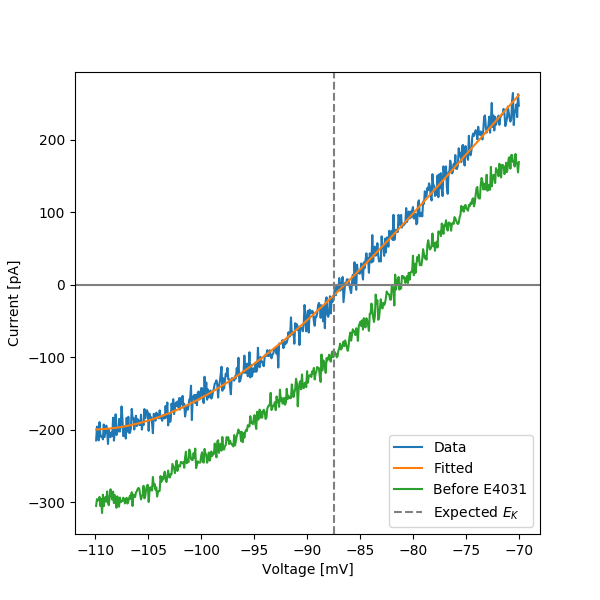 200
100
0
−100
−200
−300
Current [pA]
Data
Fitted
Before E4031
Expected $E_K$
−110 −105 −100 −95 −90 −85 −80 −75 −70
Voltage [mV]